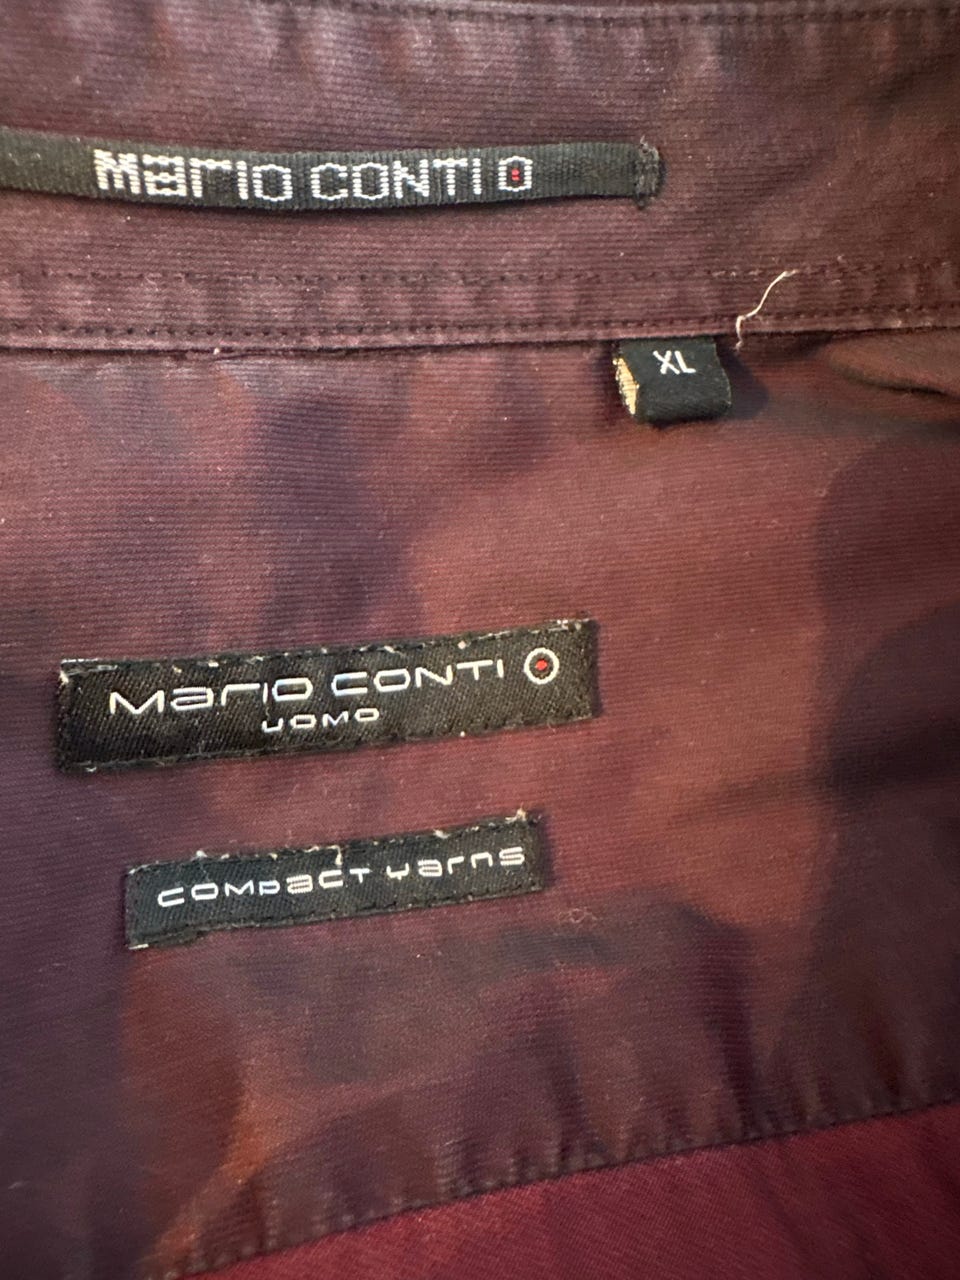 Mario CONTI
XL
Mario CONTI
UOMO
compact yarns